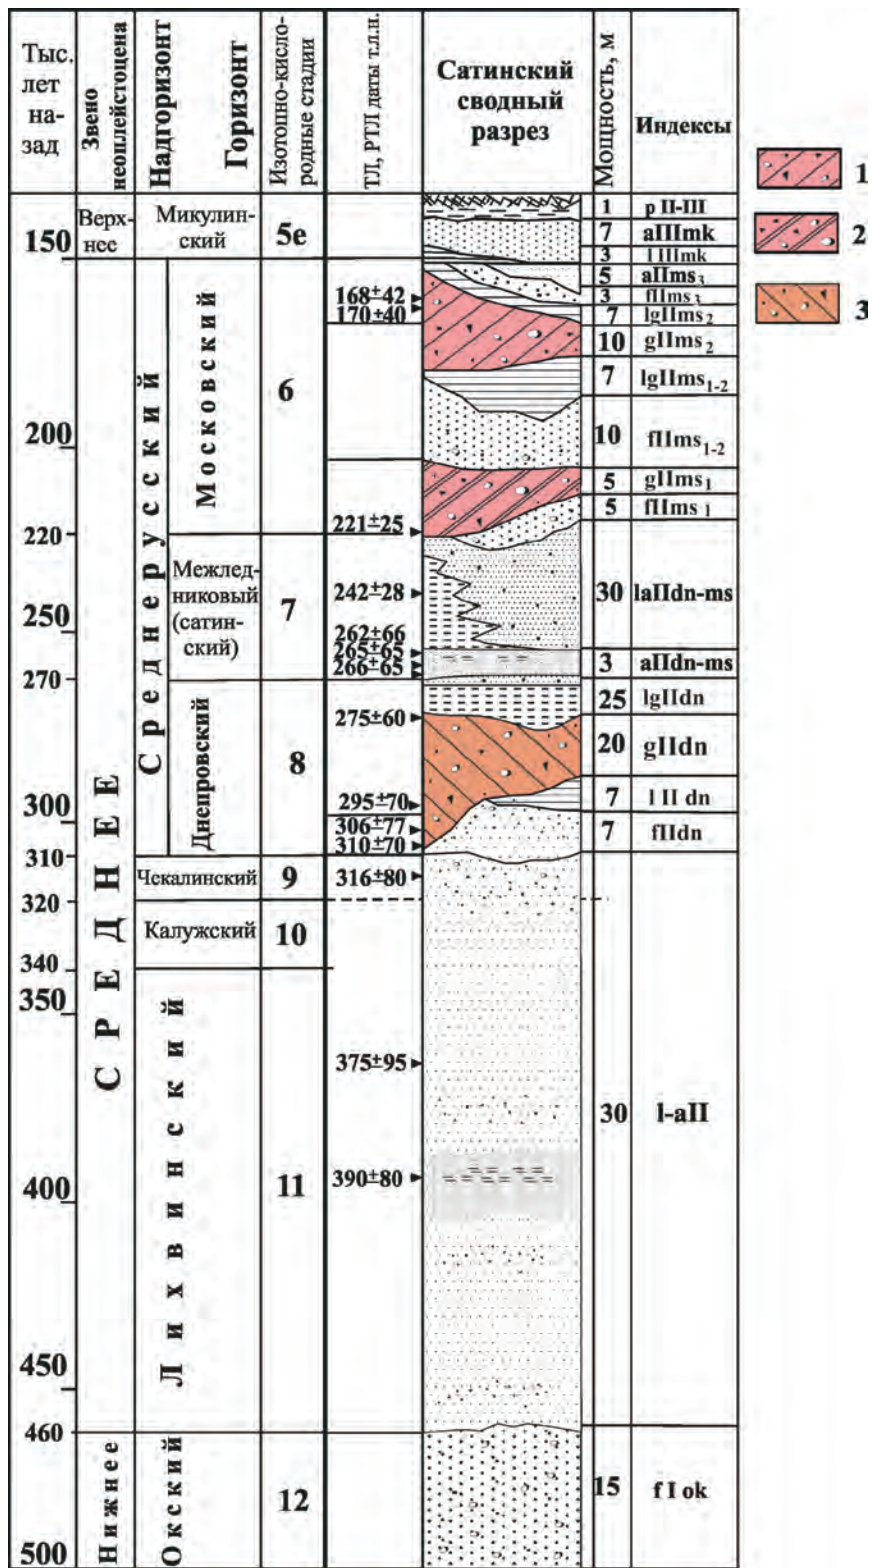 Тыс.
лет
на-
зад
Звено
неоплейстоцена
Надгоризонт
Горизонт
Изотопно-кисло-
родные стадии
ТЛ, РТЛ даты т.л.н.
Сатинский
сводный
разрез
Мощность, м
Индексы
1
2
3
150
200
220
250
270
300
310
320
340
350
400
450
460
500
Верх-
нее
СРЕДНЕЕ
Нижнее
Среднерусский
Микулин-
ский
Московский
Межлед-
никовый
(сатин-
ский)
Днепровский
Чекалинский
Калужский
Лихвинский
Окский
5е
6
7
8
9
10
11
12
168±42
170±40
221±25
242±28
262±66
265±65
266±65
275±60
295±70
306±77
310±70
316±80
375±95
390±80
1 p II-III
7 aIIImk
3 l IIImk
5 aIIms3
3 fIIms3
7 lgIIms2
10 gIIms2
7 lgIIms1-2
10 fIIms1-2
5 gIIms1
5 fIIms1
30 laIIdn-ms
3 aIIdn-ms
25 lgIIdn
20 gIIdn
7 l II dn
7 fIIdn
30 l-aII
15 f I ok